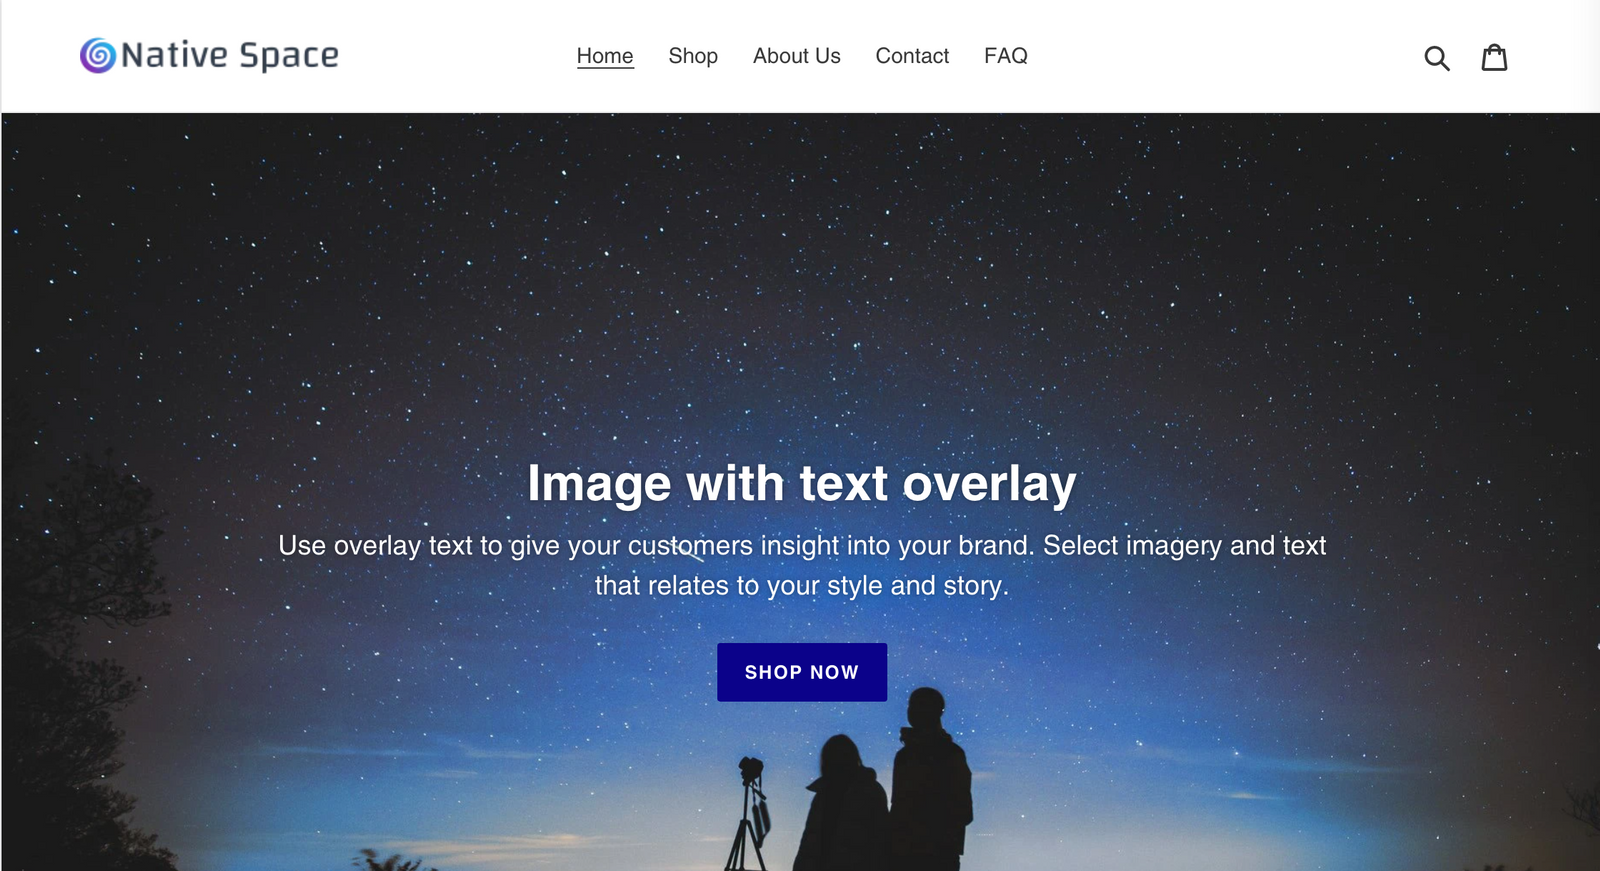 Native Space
Home Shop About Us Contact FAQ
Image with text overlay
Use overlay text to give your customers insight into your brand. Select imagery and text
that relates to your style and story.
SHOP NOW